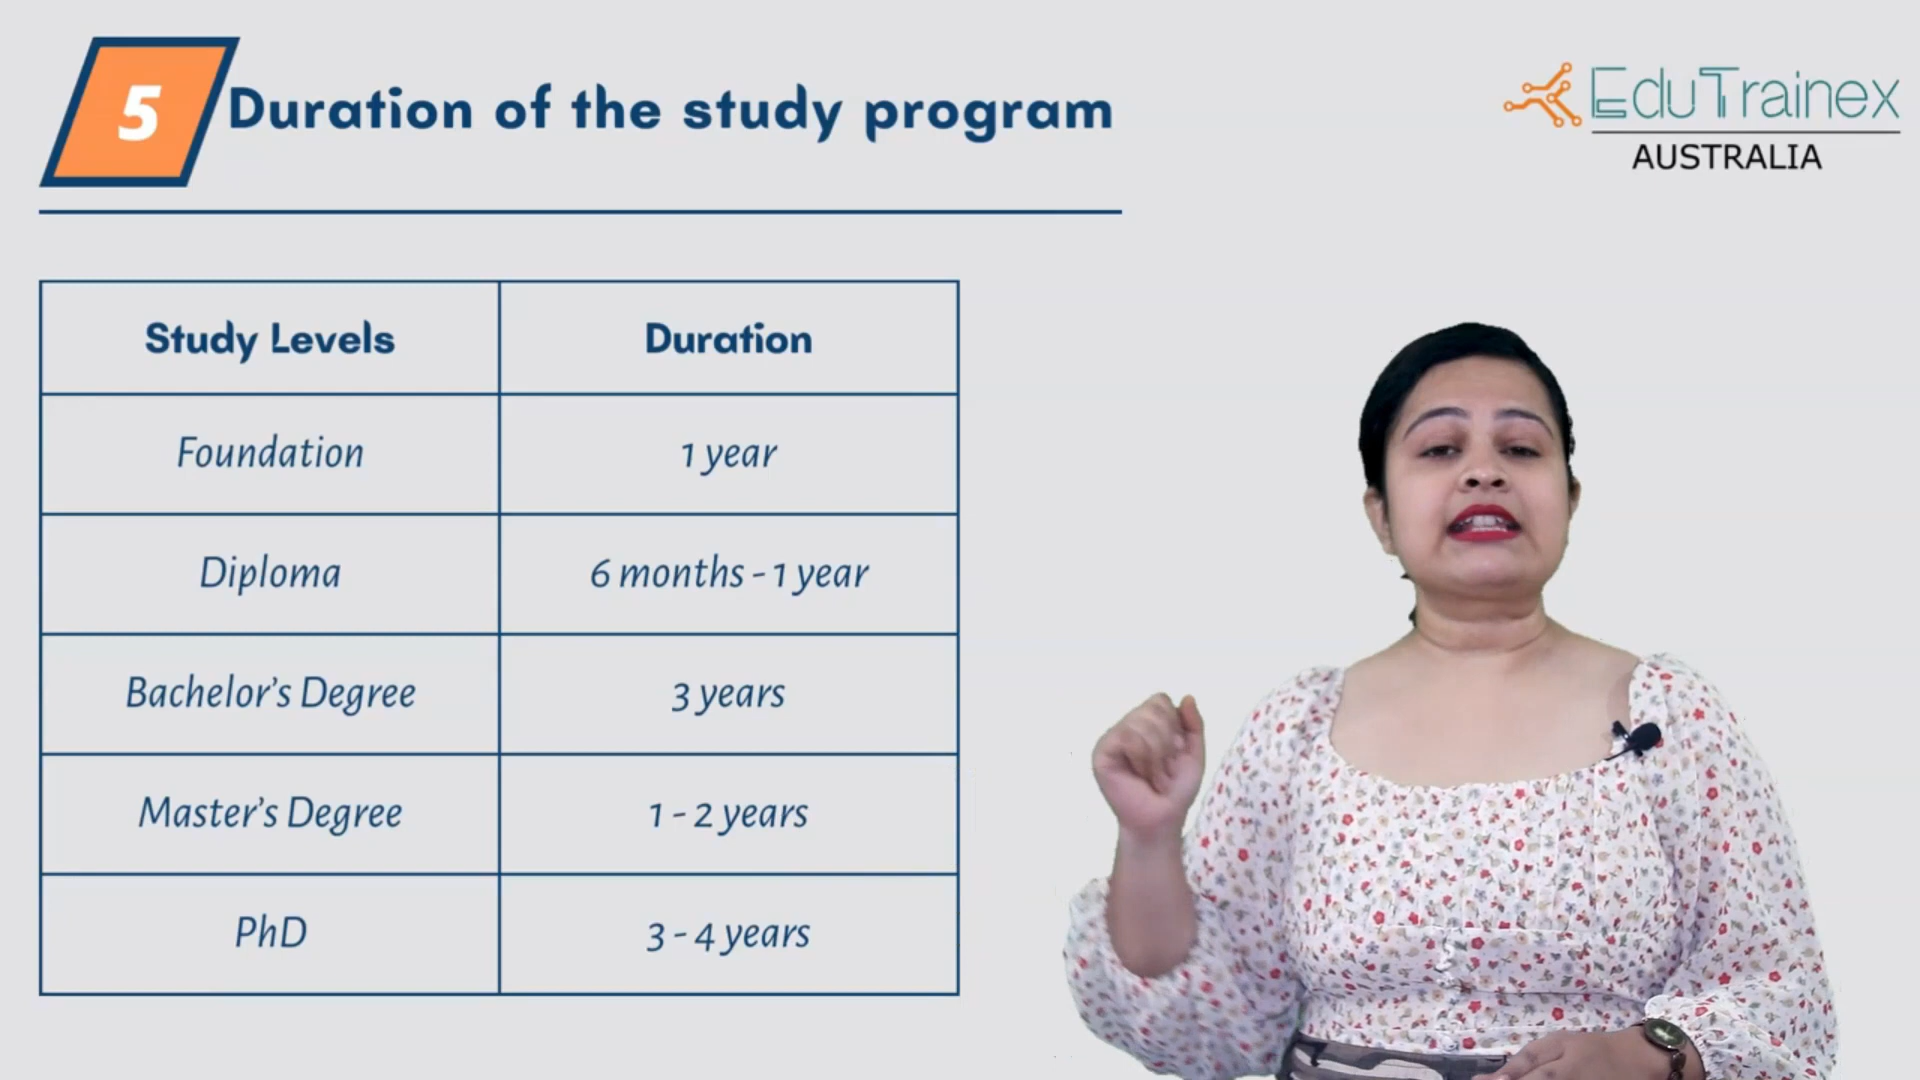 5
Duration of the study program
EduTrainex
AUSTRALIA
Study Levels Duration
Foundation 1 year
Diploma 6 months - 1 year
Bachelor's Degree 3 years
Master's Degree 1 - 2 years
PhD 3 - 4 years